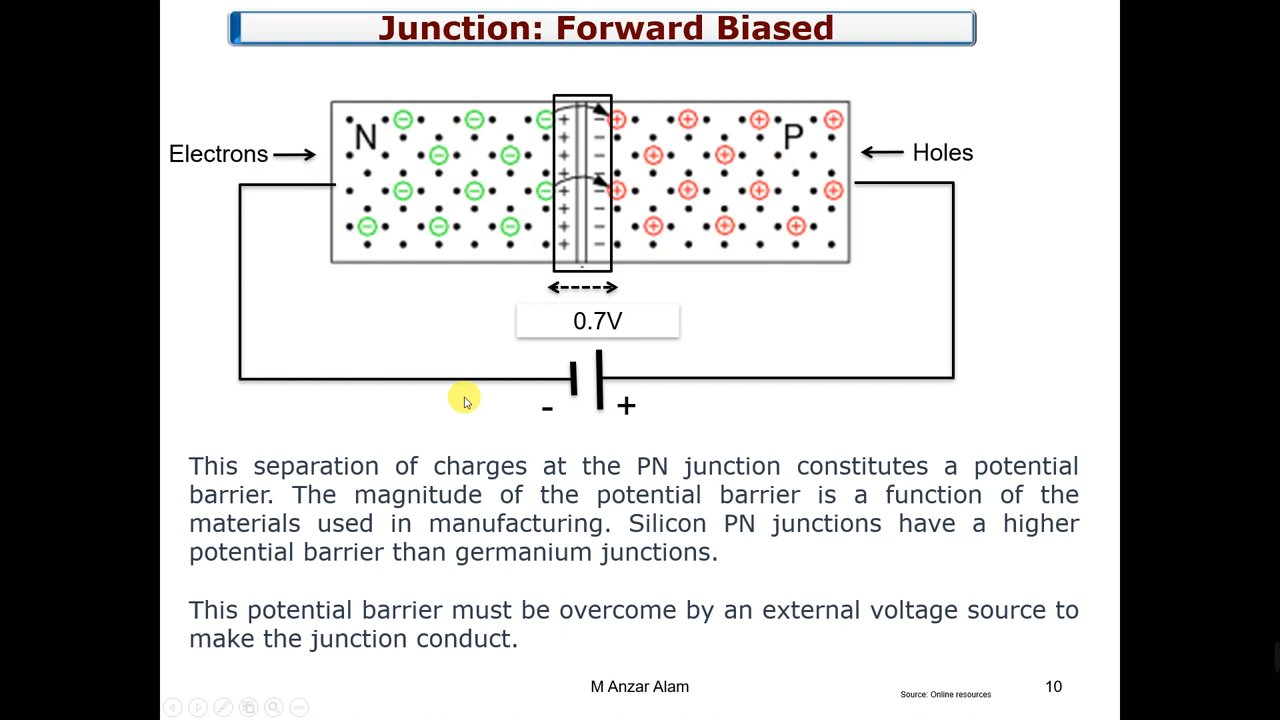 Junction: Forward Biased
N
P
Electrons
Holes
0.7V
- +
This separation of charges at the PN junction constitutes a potential
barrier. The magnitude of the potential barrier is a function of the
materials used in manufacturing. Silicon PN junctions have a higher
potential barrier than germanium junctions.
This potential barrier must be overcome by an external voltage source to
make the junction conduct.
M Anzar Alam
Source: Online resources
10